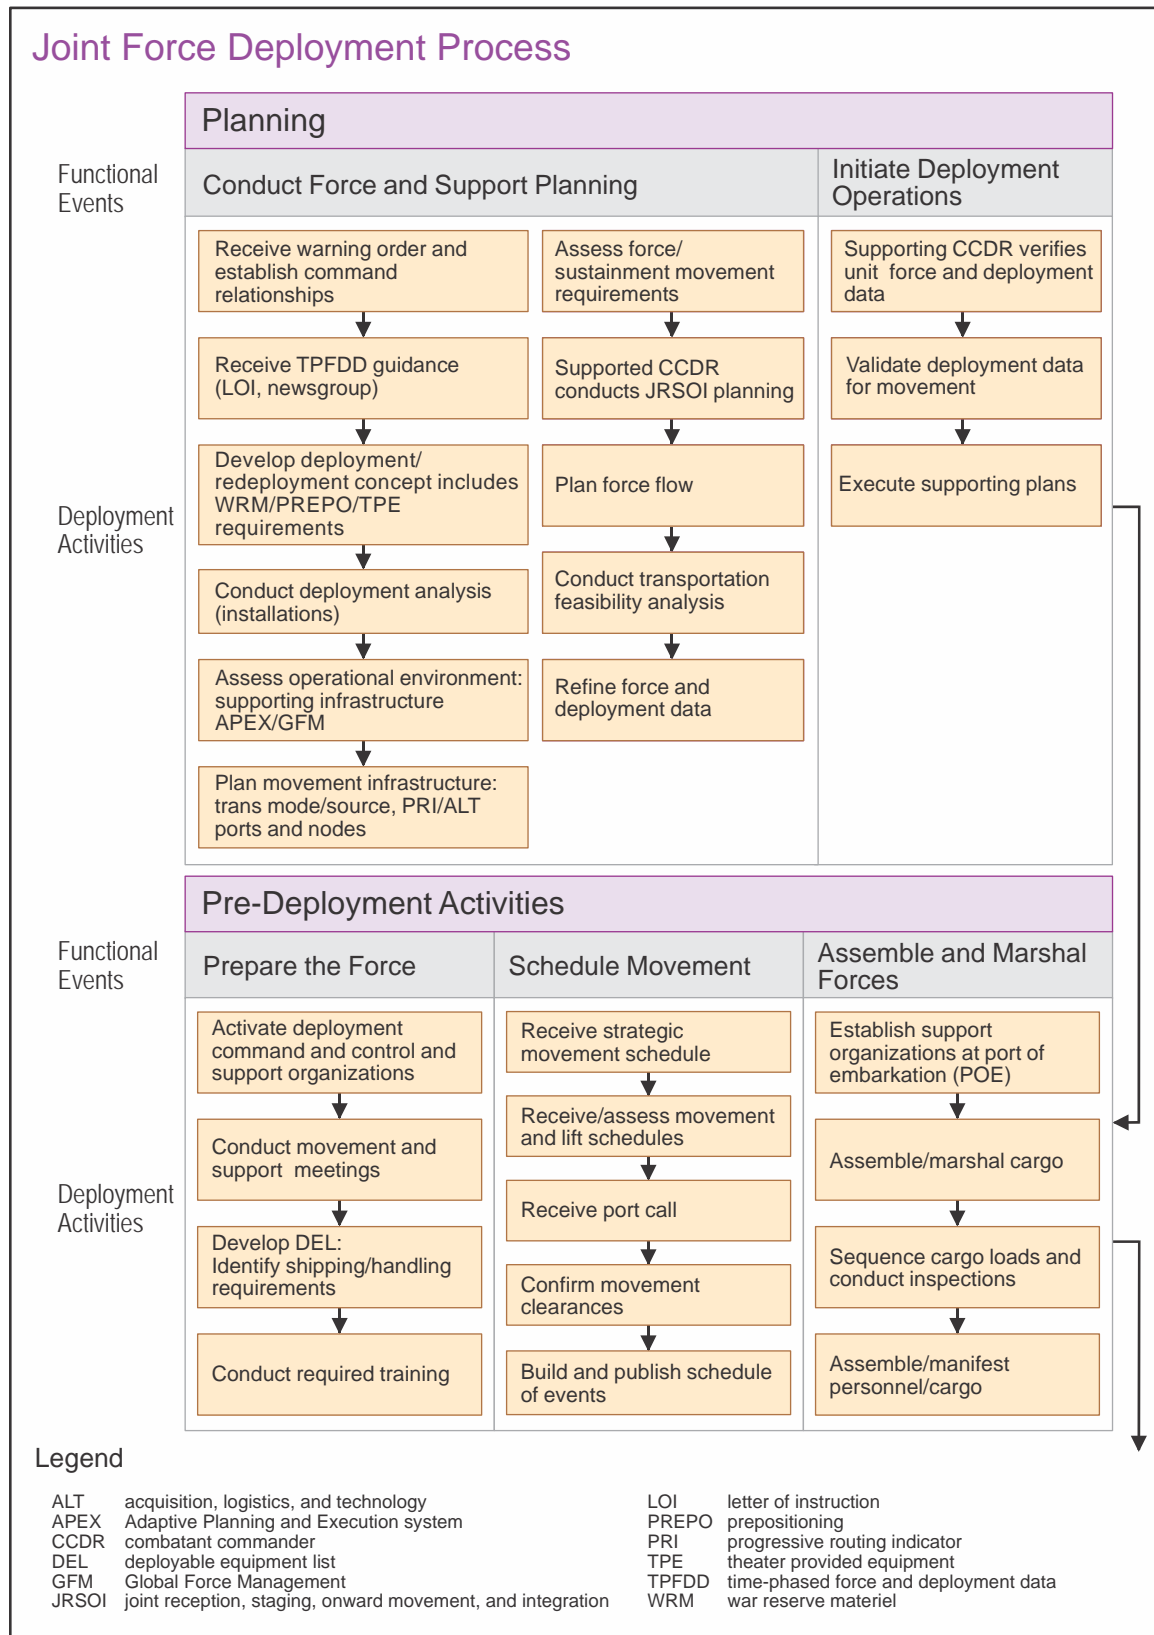 Joint Force Deployment Process
Planning
Functional
Events
Conduct Force and Support Planning
Initiate Deployment
Operations
Deployment
Activities
Receive warning order and
establish command
relationships
Receive TPFDD guidance
(LOI, newsgroup)
Develop deployment/
redeployment concept includes
WRM/PREPO/TPE
requirements
Conduct deployment analysis
(installations)
Assess operational environment:
supporting infrastructure
APEX/GFM
Plan movement infrastructure:
trans mode/source, PRI/ALT
ports and nodes
Assess force/
sustainment movement
requirements
Supported CCDR
conducts JRSOI planning
Plan force flow
Conduct transportation
feasibility analysis
Refine force and
deployment data
Supporting CCDR verifies
unit force and deployment
data
Validate deployment data
for movement
Execute supporting plans
Pre-Deployment Activities
Functional
Events
Prepare the Force
Schedule Movement
Assemble and Marshal
Forces
Deployment
Activities
Activate deployment
command and control and
support organizations
Conduct movement and
support meetings
Develop DEL:
Identify shipping/handling
requirements
Conduct required training
Receive strategic
movement schedule
Receive/assess movement
and lift schedules
Receive port call
Confirm movement
clearances
Build and publish schedule
of events
Establish support
organizations at port of
embarkation (POE)
Assemble/marshal cargo
Sequence cargo loads and
conduct inspections
Assemble/manifest
personnel/cargo
Legend
ALT acquisition, logistics, and technology
APEX Adaptive Planning and Execution system
CCDR combatant commander
DEL deployable equipment list
GFM Global Force Management
JRSOI joint reception, staging, onward movement, and integration
LOI letter of instruction
PREPO prepositioning
PRI progressive routing indicator
TPE theater provided equipment
TPFDD time-phased force and deployment data
WRM war reserve materiel